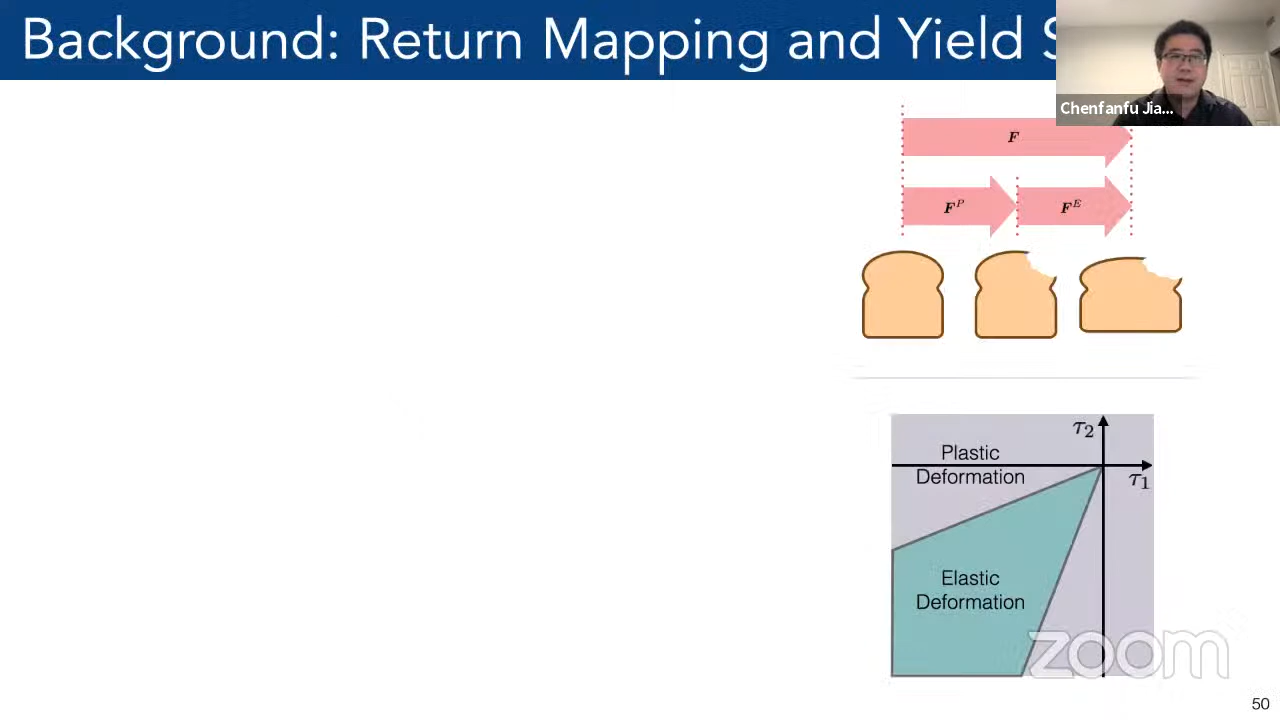 Background: Return Mapping and Yield S
Chenfanfu Jia...
F
F^P
F^E
τ₂
Plastic
Deformation
τ₁
Elastic
Deformation
zoom
50